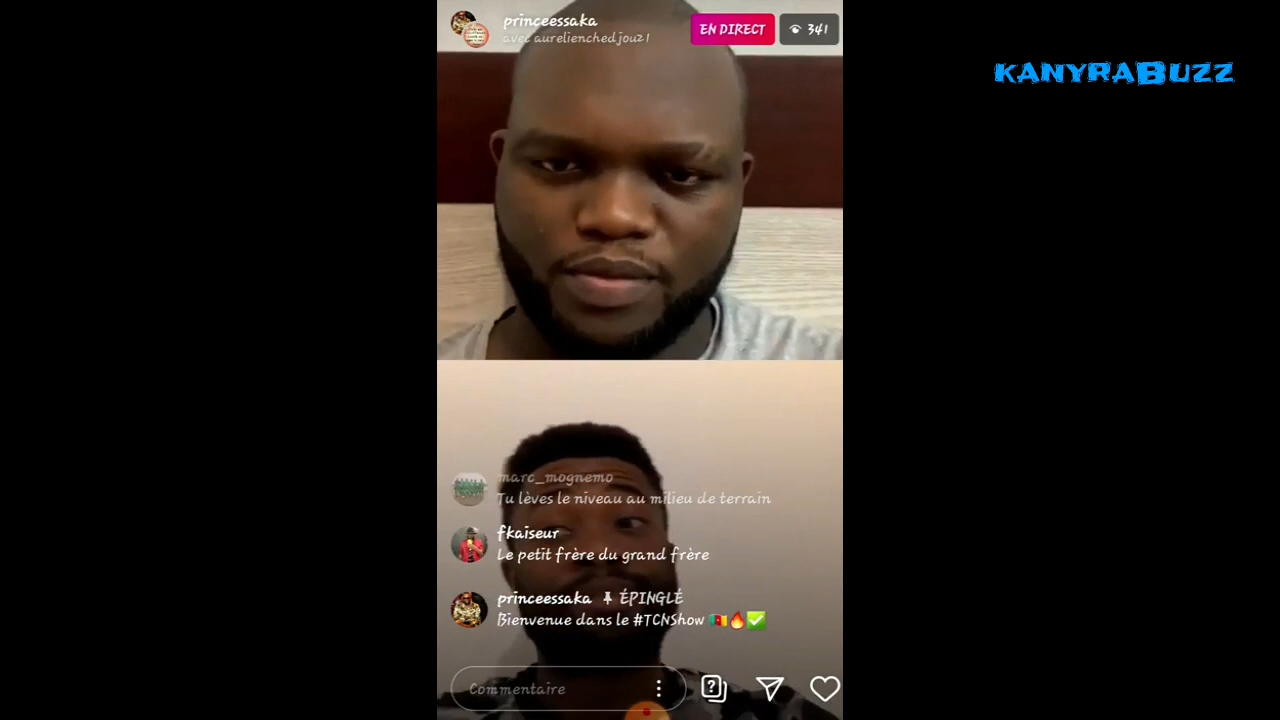 princeessaka
avec aurelienchedjou21
EN DIRECT
341
KANYRABUZZ
marc_mognemo
Tu lèves le niveau au milieu de terrain
fkaiseur
Le petit frère du grand frère
princeessaka ÉPINGLÉ
Bienvenue dans le #TCNShow 🇨🇲🔥✅
Commentaire